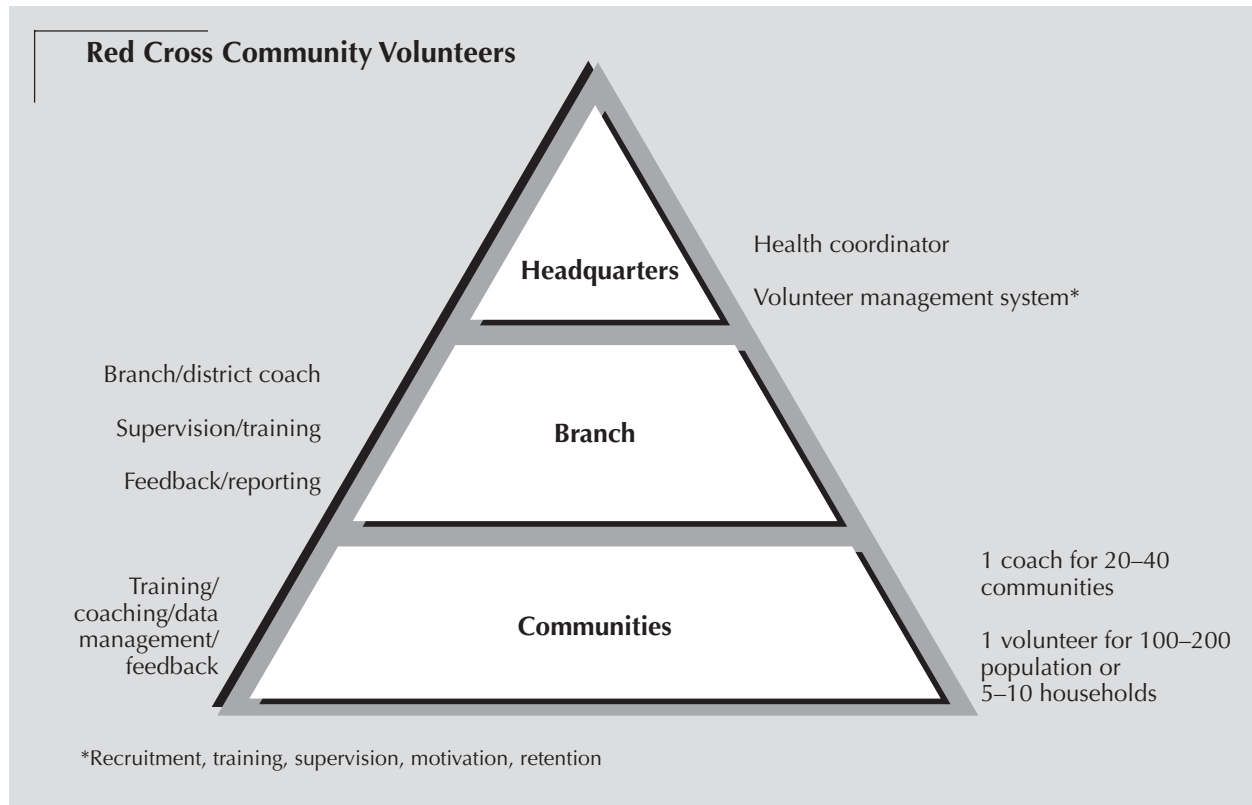 Red Cross Community Volunteers
Headquarters
Health coordinator
Volunteer management system*
Branch/district coach
Supervision/training
Feedback/reporting
Branch
Training/
coaching/data
management/
feedback
Communities
1 coach for 20–40
communities
1 volunteer for 100–200
population or
5–10 households
*Recruitment, training, supervision, motivation, retention